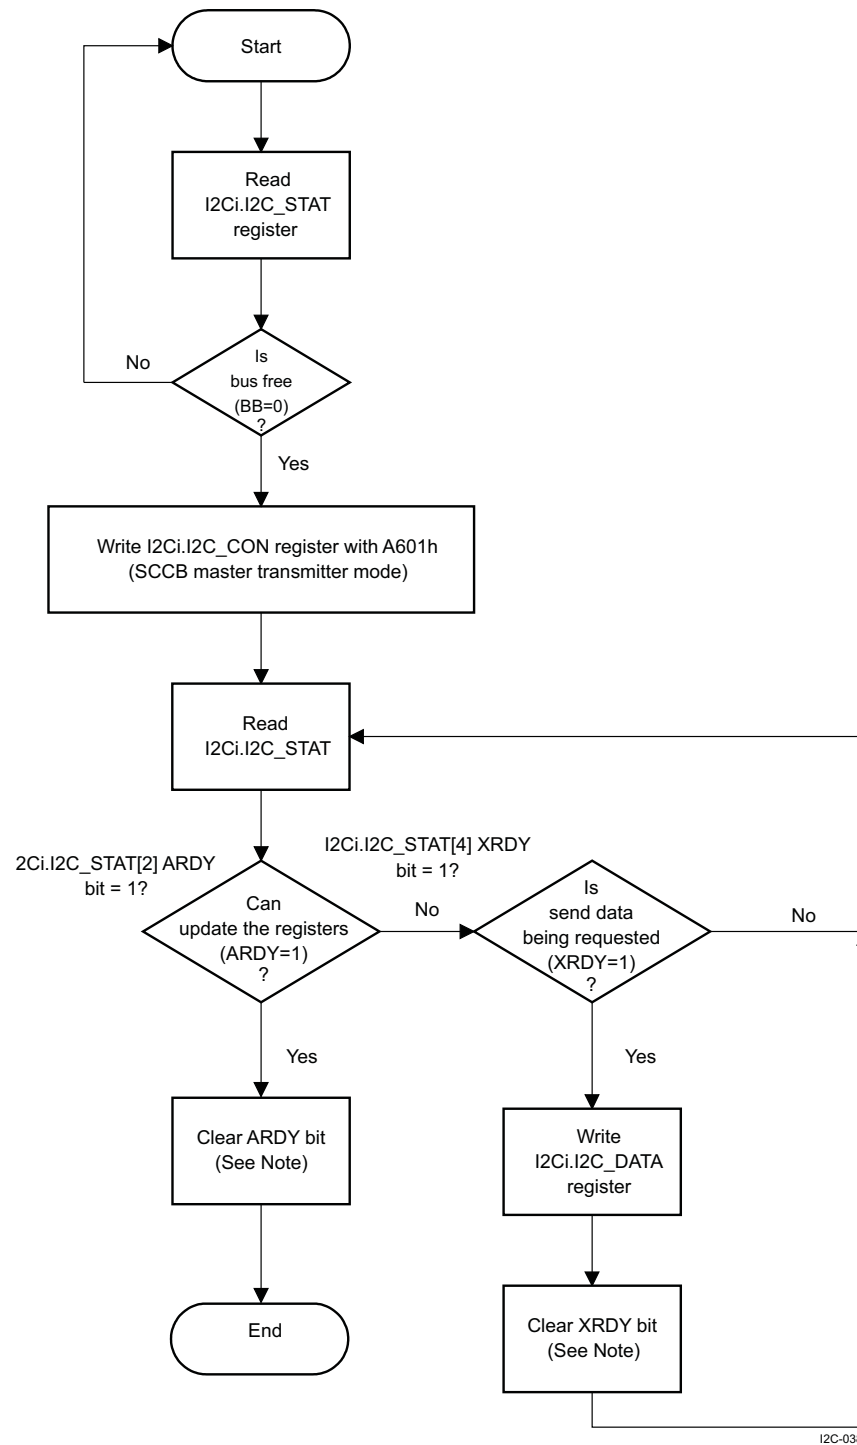 Start
Read
I2Ci.I2C_STAT
register
No
Is
bus free
(BB=0)
?
Yes
Write I2Ci.I2C_CON register with A601h
(SCCB master transmitter mode)
Read
I2Ci.I2C_STAT
2Ci.I2C_STAT[2] ARDY
bit = 1?
I2Ci.I2C_STAT[4] XRDY
bit = 1?
Can
update the registers
(ARDY=1)
?
No
Is
send data
being requested
(XRDY=1)
?
No
Yes
Yes
Clear ARDY bit
(See Note)
Write
I2Ci.I2C_DATA
register
End
Clear XRDY bit
(See Note)